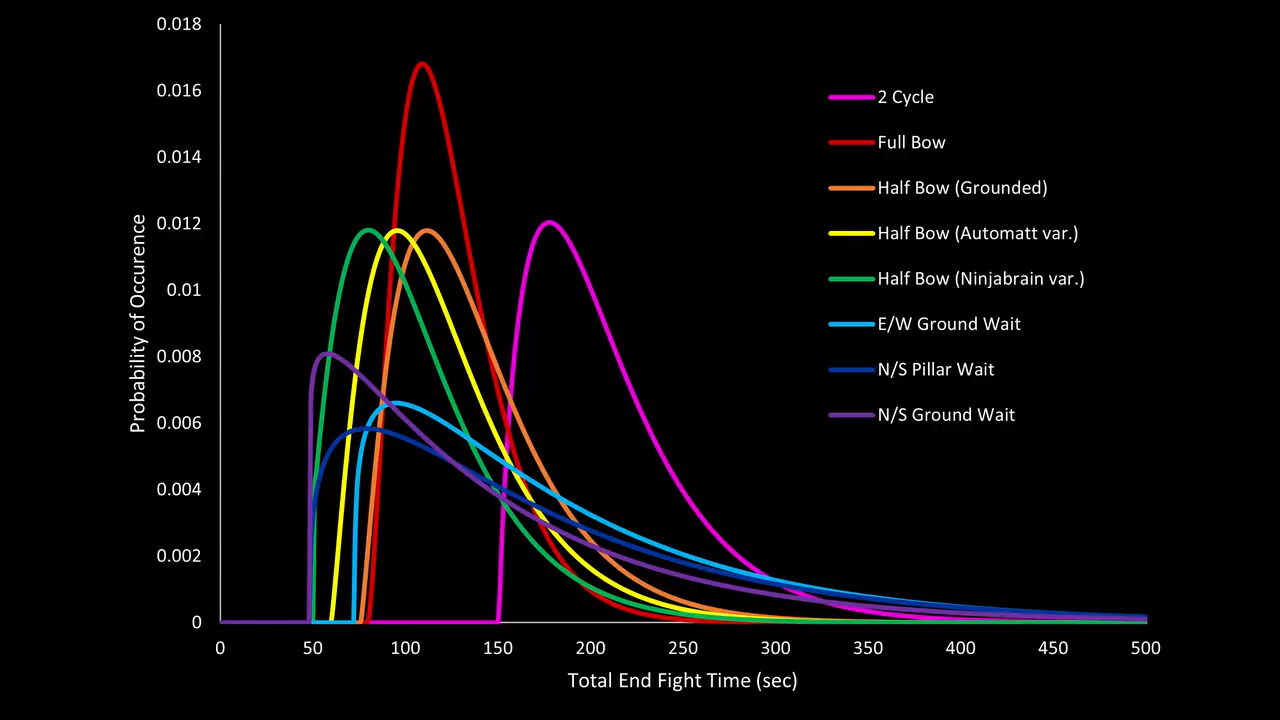 0.018
0.016
0.014
0.012
0.01
0.008
0.006
0.004
0.002
0
Probability of Occurence
0 50 100 150 200 250 300 350 400 450 500
Total End Fight Time (sec)
2 Cycle
Full Bow
Half Bow (Grounded)
Half Bow (Automatt var.)
Half Bow (Ninjabrain var.)
E/W Ground Wait
N/S Pillar Wait
N/S Ground Wait